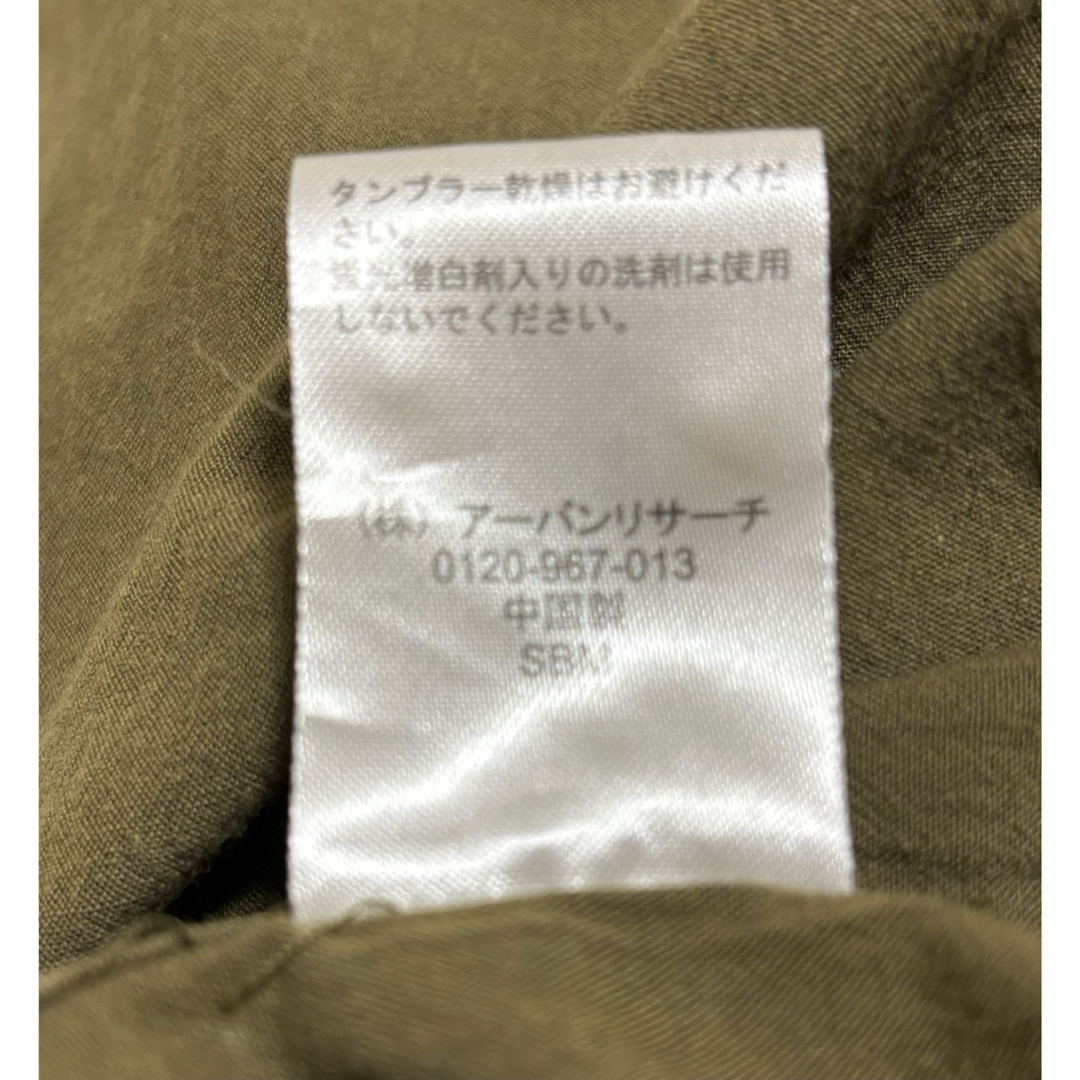 タンブラー乾燥はお避けくだ
さい。
蛍光増白剤入りの洗剤は使用
しないでください。
(株) アーバンリサーチ
0120-967-013
中国製
SBM